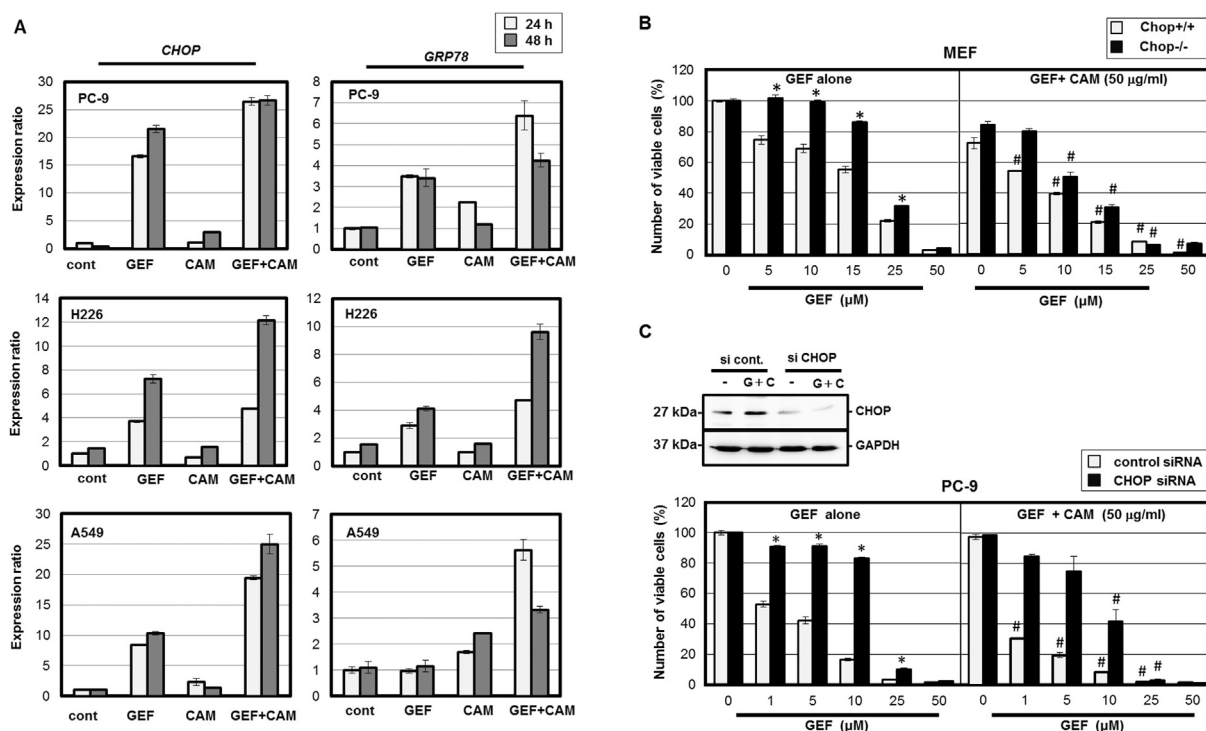 A
24 h
48 h
CHOP
GRP78
Expression ratio
30
25
20
15
10
5
0
PC-9
cont GEF CAM GEF+CAM
8
7
6
5
4
3
2
1
0
PC-9
cont GEF CAM GEF+CAM
Expression ratio
14
12
10
8
6
4
2
0
H226
cont GEF CAM GEF+CAM
12
10
8
6
4
2
0
H226
cont GEF CAM GEF+CAM
Expression ratio
30
25
20
15
10
5
0
A549
cont GEF CAM GEF+CAM
7
6
5
4
3
2
1
0
A549
cont GEF CAM GEF+CAM
B
Chop+/+
Chop-/-
MEF
Number of viable cells (%)
120
100
80
60
40
20
0
GEF alone
GEF+ CAM (50 µg/ml)
* * * *
# # # # # # # #
0 5 10 15 25 50 0 5 10 15 25 50
GEF (µM) GEF (µM)
C
si cont. si CHOP
- G+C - G+C
27 kDa- -CHOP
37 kDa- -GAPDH
control siRNA
CHOP siRNA
PC-9
Number of viable cells (%)
120
100
80
60
40
20
0
GEF alone
GEF + CAM (50 µg/ml)
* * * *
# # # # # #
0 1 5 10 25 50 0 1 5 10 25 50
GEF (µM) GEF (µM)